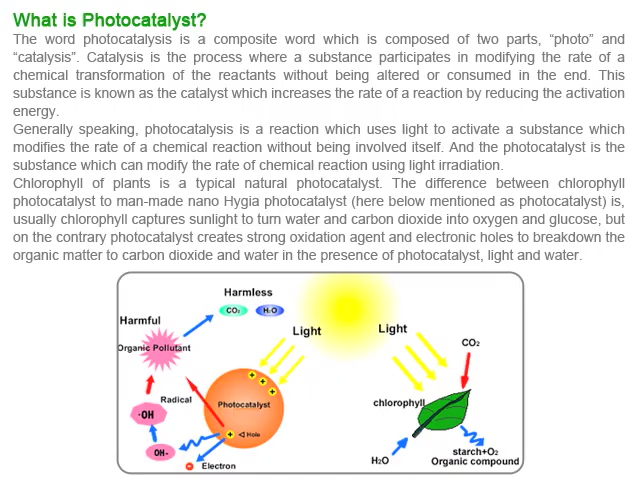 What is Photocatalyst?
The word photocatalysis is a composite word which is composed of two parts, “photo” and
“catalysis”. Catalysis is the process where a substance participates in modifying the rate of a
chemical transformation of the reactants without being altered or consumed in the end. This
substance is known as the catalyst which increases the rate of a reaction by reducing the activation
energy.
Generally speaking, photocatalysis is a reaction which uses light to activate a substance which
modifies the rate of a chemical reaction without being involved itself. And the photocatalyst is the
substance which can modify the rate of chemical reaction using light irradiation.
Chlorophyll of plants is a typical natural photocatalyst. The difference between chlorophyll
photocatalyst to man-made nano Hygia photocatalyst (here below mentioned as photocatalyst) is,
usually chlorophyll captures sunlight to turn water and carbon dioxide into oxygen and glucose, but
on the contrary photocatalyst creates strong oxidation agent and electronic holes to breakdown the
organic matter to carbon dioxide and water in the presence of photocatalyst, light and water.
Harmless
CO₂ H₂O
Harmful
Organic Pollutant
Light
Light
CO₂
Radical
·OH
OH-
Photocatalyst
+ + +
+ Hole
- Electron
chlorophyll
H₂O
starch+O₂
Organic compound